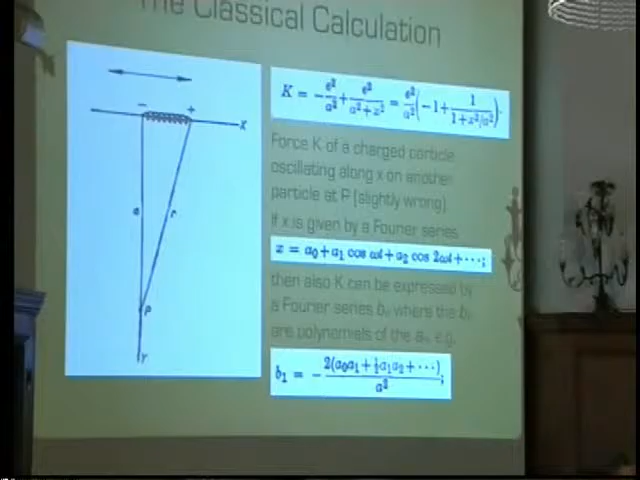 The Classical Calculation
K = -e²/a² + e²/(a²+x²) = e²/a² (-1 + 1/(1+x²/a²)).
Force K of a charged particle
oscillating along x on another
particle at P (slightly wrong)
If x is given by a Fourier series
x = a₀+a₁ cos ωt+a₂ cos 2ωt+···;
then also K can be expressed by
a Fourier series bₙ where the bₙ
are polynomials of the aₙ, e.g.
b₁ = - 2(a₀a₁+½a₁a₂+···)/a²;
- +
X
a r
P
Y